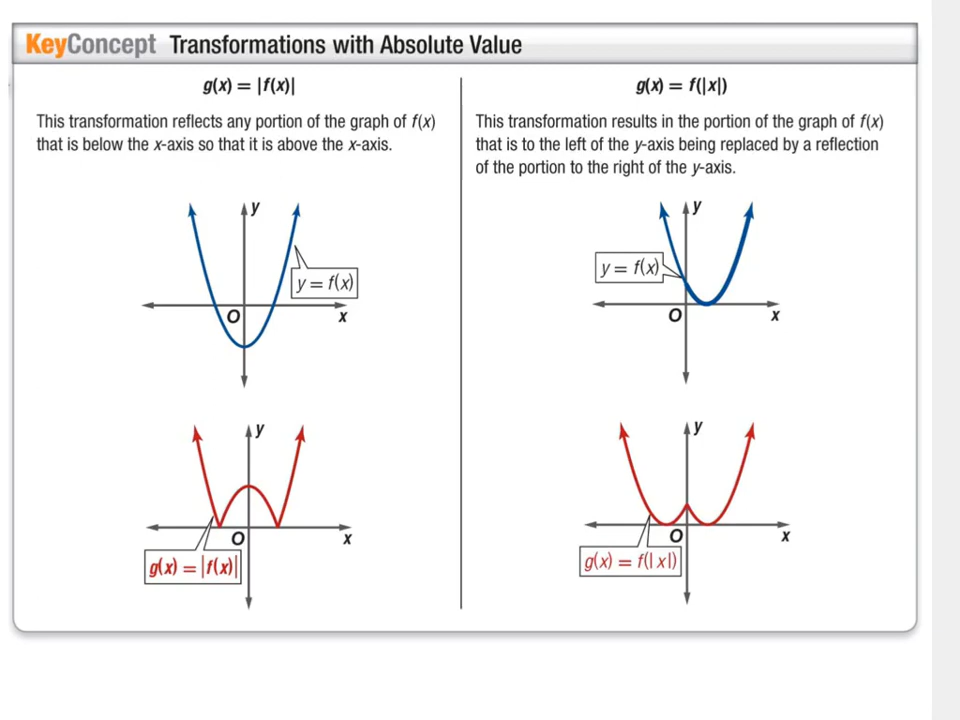 KeyConcept Transformations with Absolute Value
g(x) = |f(x)|
This transformation reflects any portion of the graph of f(x)
that is below the x-axis so that it is above the x-axis.
y
y = f(x)
O
x
y
O
x
g(x) = |f(x)|
g(x) = f(|x|)
This transformation results in the portion of the graph of f(x)
that is to the left of the y-axis being replaced by a reflection
of the portion to the right of the y-axis.
y
y = f(x)
O
x
y
O
x
g(x) = f(|x|)